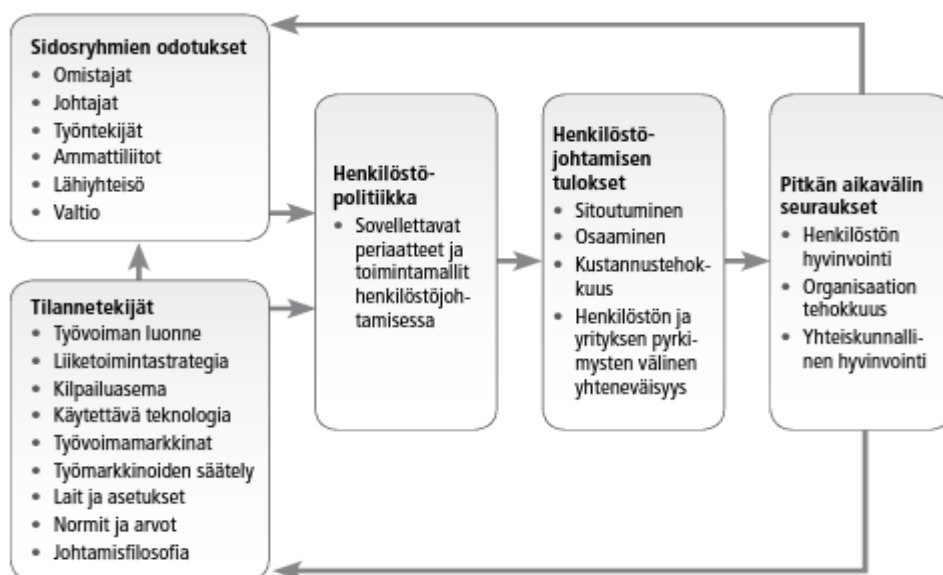 Sidosryhmien odotukset
• Omistajat
• Johtajat
• Työntekijät
• Ammattiliitot
• Lähiyhteisö
• Valtio
Tilannetekijät
• Työvoiman luonne
• Liiketoimintastrategia
• Kilpailuasema
• Käytettävä teknologia
• Työvoimamarkkinat
• Työmarkkinoiden säätely
• Lait ja asetukset
• Normit ja arvot
• Johtamisfilosofia
Henkilöstö-
politiikka
• Sovellettavat
periaatteet ja
toimintamallit
henkilöstöjoh-
tamisessa
Henkilöstö-
johtamisen
tulokset
• Sitoutuminen
• Osaaminen
• Kustannustehok-
kuus
• Henkilöstön ja
yrityksen pyrki-
mysten välinen
yhteneväisyys
Pitkän aikavälin
seuraukset
• Henkilöstön
hyvinvointi
• Organisaation
tehokkuus
• Yhteiskunnalli-
nen hyvinvointi